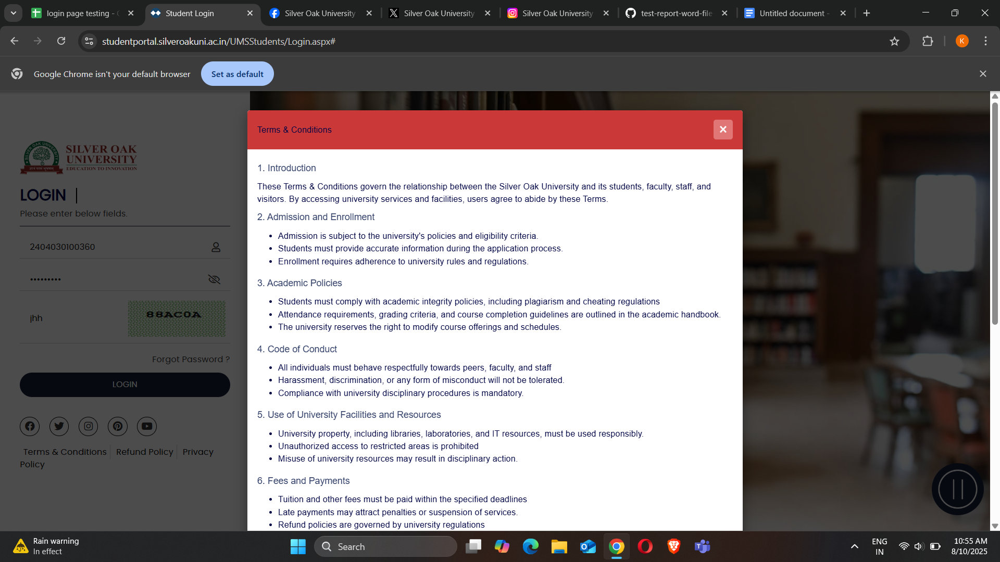 login page testing -
Student Login
Silver Oak University
Silver Oak University
Silver Oak University
test-report-word-file
Untitled document -
studentportal.silveroakuni.ac.in/UMSStudents/Login.aspx#
K
Google Chrome isn't your default browser
Set as default
SILVER OAK UNIVERSITY
SILVER OAK
UNIVERSITY
EDUCATION TO INNOVATION
LOGIN
Please enter below fields.
2404030100360
•••••••••
jhh
88AC0A
Forgot Password ?
LOGIN
Terms & Conditions Refund Policy Privacy
Policy
Terms & Conditions
1. Introduction
These Terms & Conditions govern the relationship between the Silver Oak University and its students, faculty, staff, and
visitors. By accessing university services and facilities, users agree to abide by these Terms.
2. Admission and Enrollment
• Admission is subject to the university's policies and eligibility criteria.
• Students must provide accurate information during the application process.
• Enrollment requires adherence to university rules and regulations.
3. Academic Policies
• Students must comply with academic integrity policies, including plagiarism and cheating regulations
• Attendance requirements, grading criteria, and course completion guidelines are outlined in the academic handbook.
• The university reserves the right to modify course offerings and schedules.
4. Code of Conduct
• All individuals must behave respectfully towards peers, faculty, and staff
• Harassment, discrimination, or any form of misconduct will not be tolerated.
• Compliance with university disciplinary procedures is mandatory.
5. Use of University Facilities and Resources
• University property, including libraries, laboratories, and IT resources, must be used responsibly.
• Unauthorized access to restricted areas is prohibited
• Misuse of university resources may result in disciplinary action.
6. Fees and Payments
• Tuition and other fees must be paid within the specified deadlines
• Late payments may attract penalties or suspension of services.
• Refund policies are governed by university regulations
Rain warning
In effect
Search
ENG
IN
10:55 AM
8/10/2025